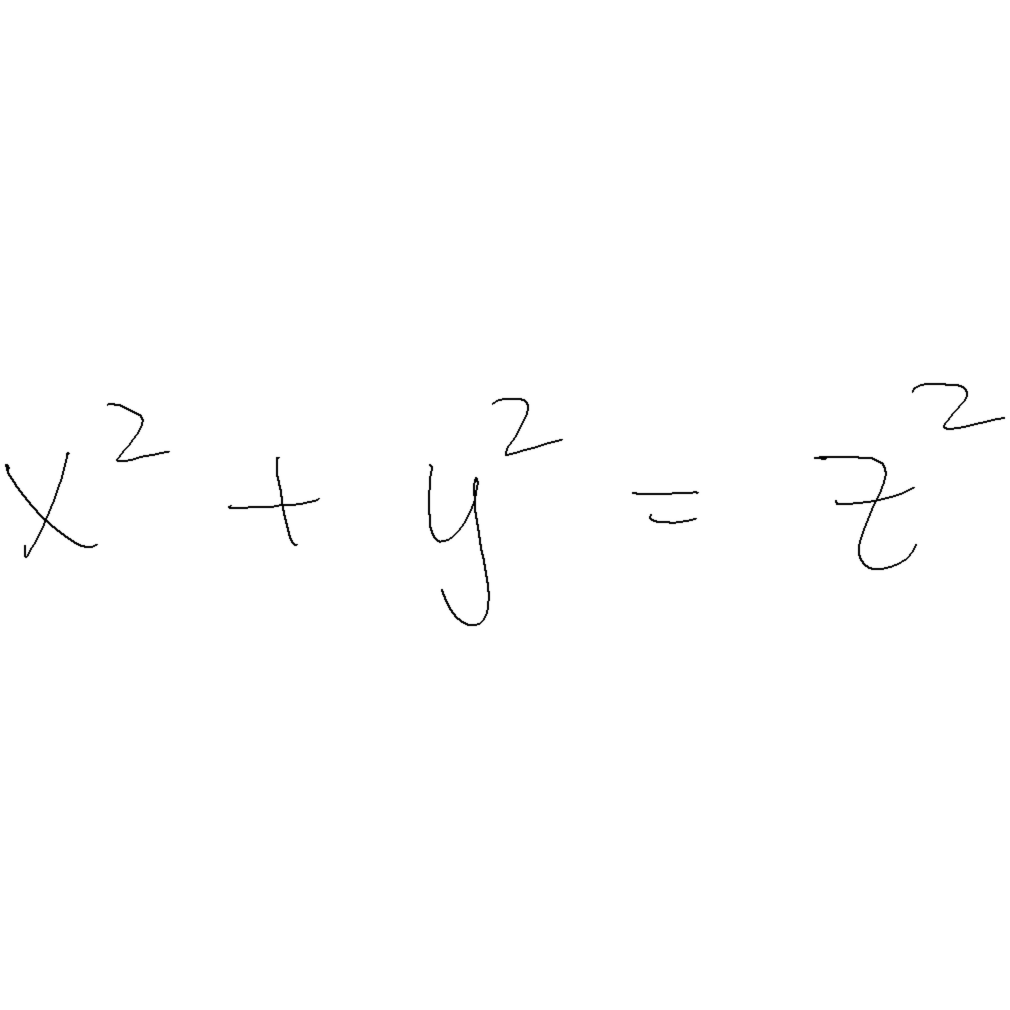 x² + y² = z²